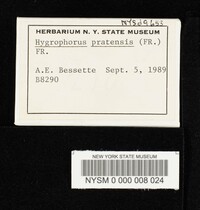 HERBARIUM N. Y. STATE MUSEUM
Hygrophorus pratensis (FR.)
FR.
A.E. Bessette Sept. 5, 1989
B8290
NEW YORK STATE MUSEUM
NYSM 0 000 008 024